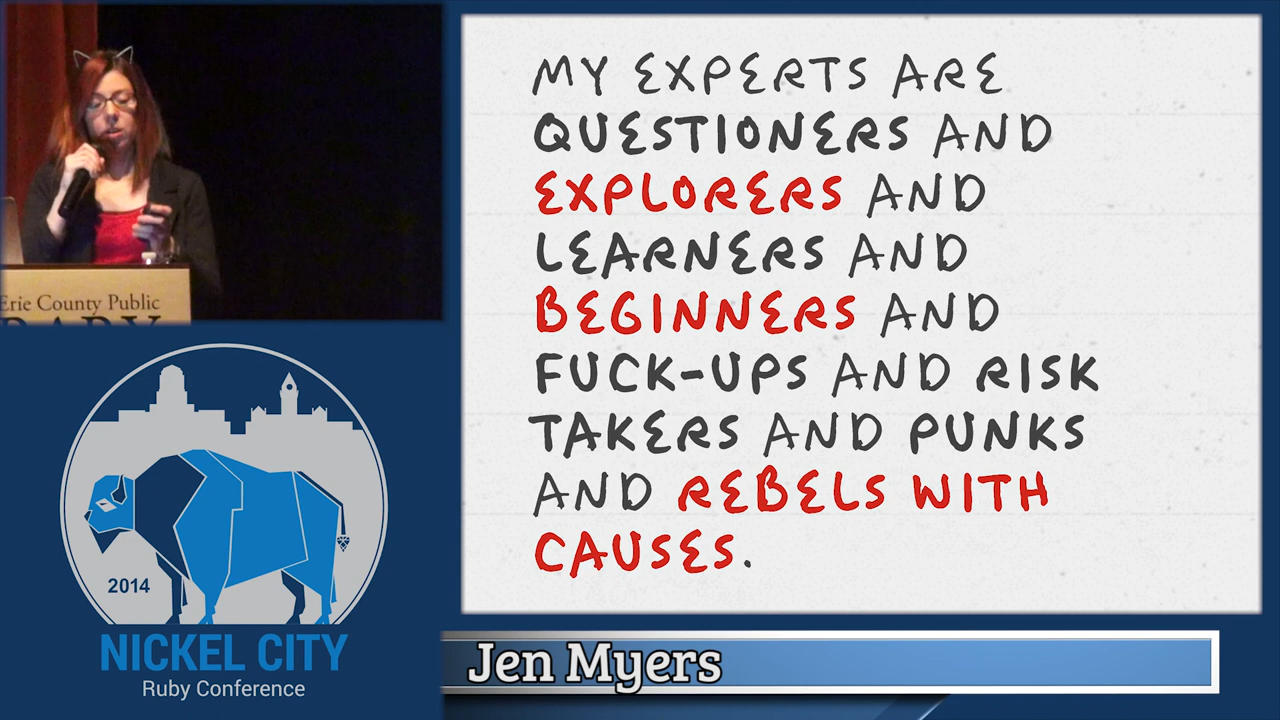 MY EXPERTS ARE
QUESTIONERS AND
EXPLORERS AND
LEARNERS AND
BEGINNERS AND
FUCK-UPS AND RISK
TAKERS AND PUNKS
AND REBELS WITH
CAUSES.
Erie County Public
2014
NICKEL CITY
Ruby Conference
Jen Myers